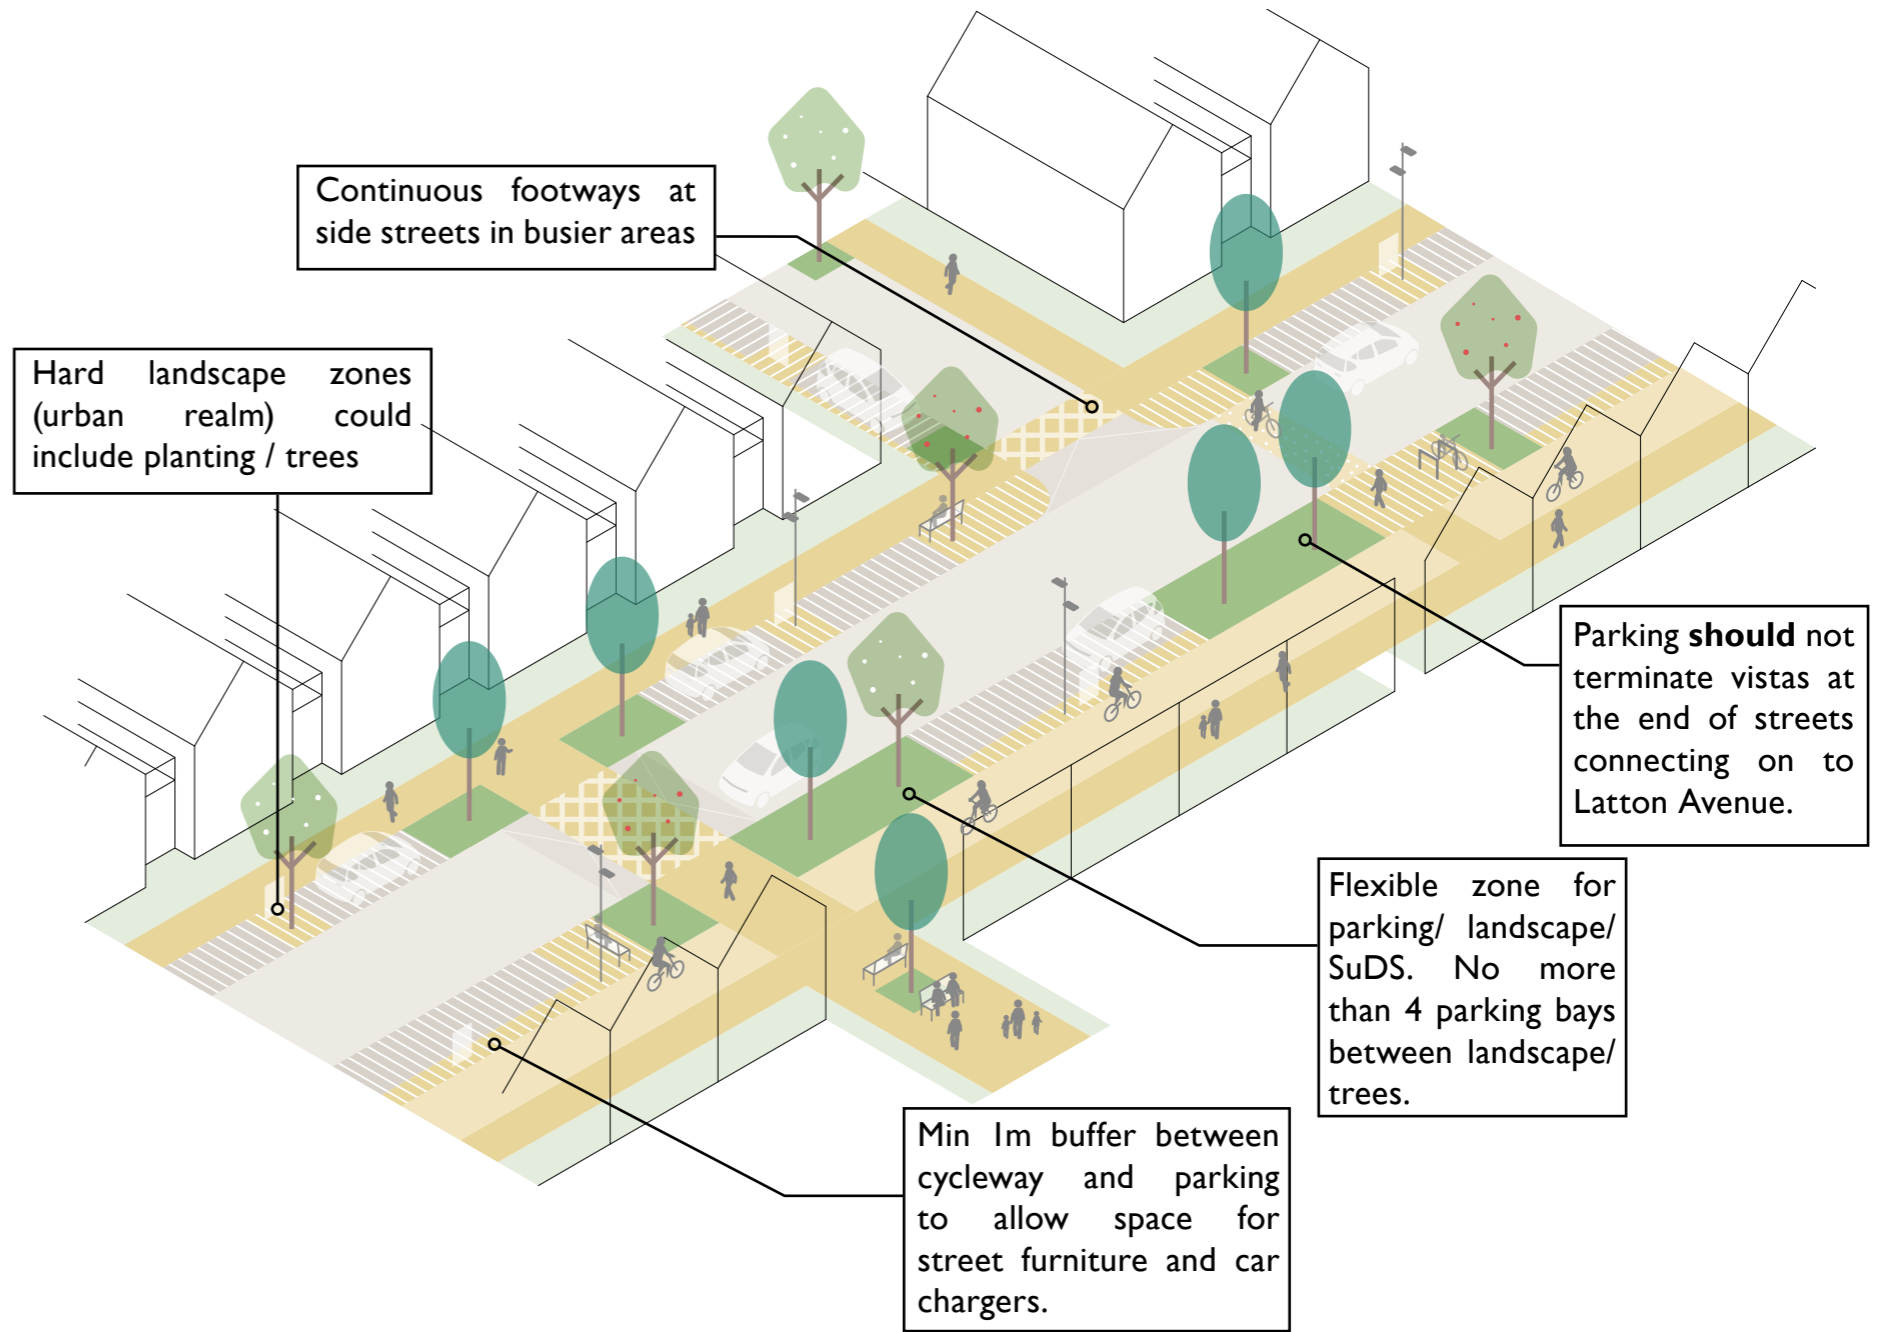 Continuous footways at
side streets in busier areas
Hard landscape zones
(urban realm) could
include planting / trees
Parking should not
terminate vistas at
the end of streets
connecting on to
Latton Avenue.
Flexible zone for
parking/ landscape/
SuDS. No more
than 4 parking bays
between landscape/
trees.
Min 1m buffer between
cycleway and parking
to allow space for
street furniture and car
chargers.